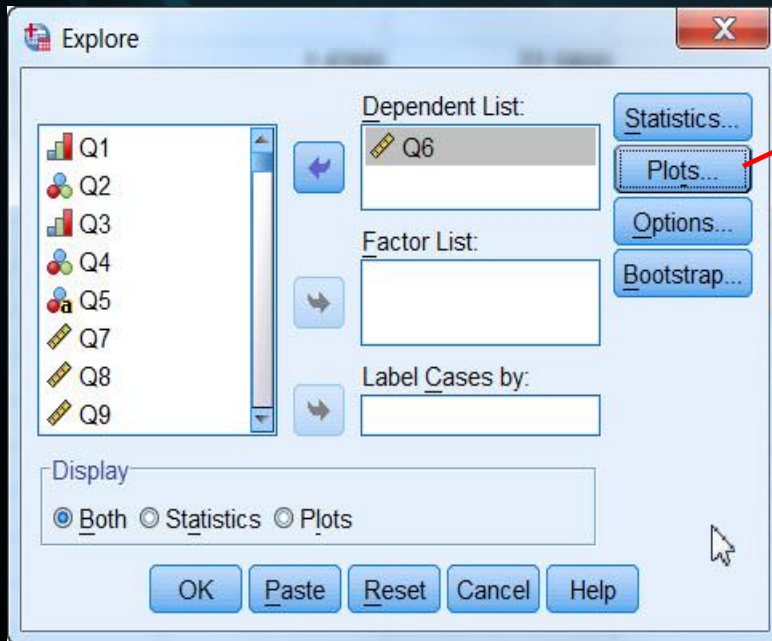 Explore
Q1
Q2
Q3
Q4
a Q5
Q7
Q8
Q9
Dependent List:
Q6
Factor List:
Label Cases by:
Statistics...
Plots...
Options...
Bootstrap...
Display
Both Statistics Plots
OK Paste Reset Cancel Help